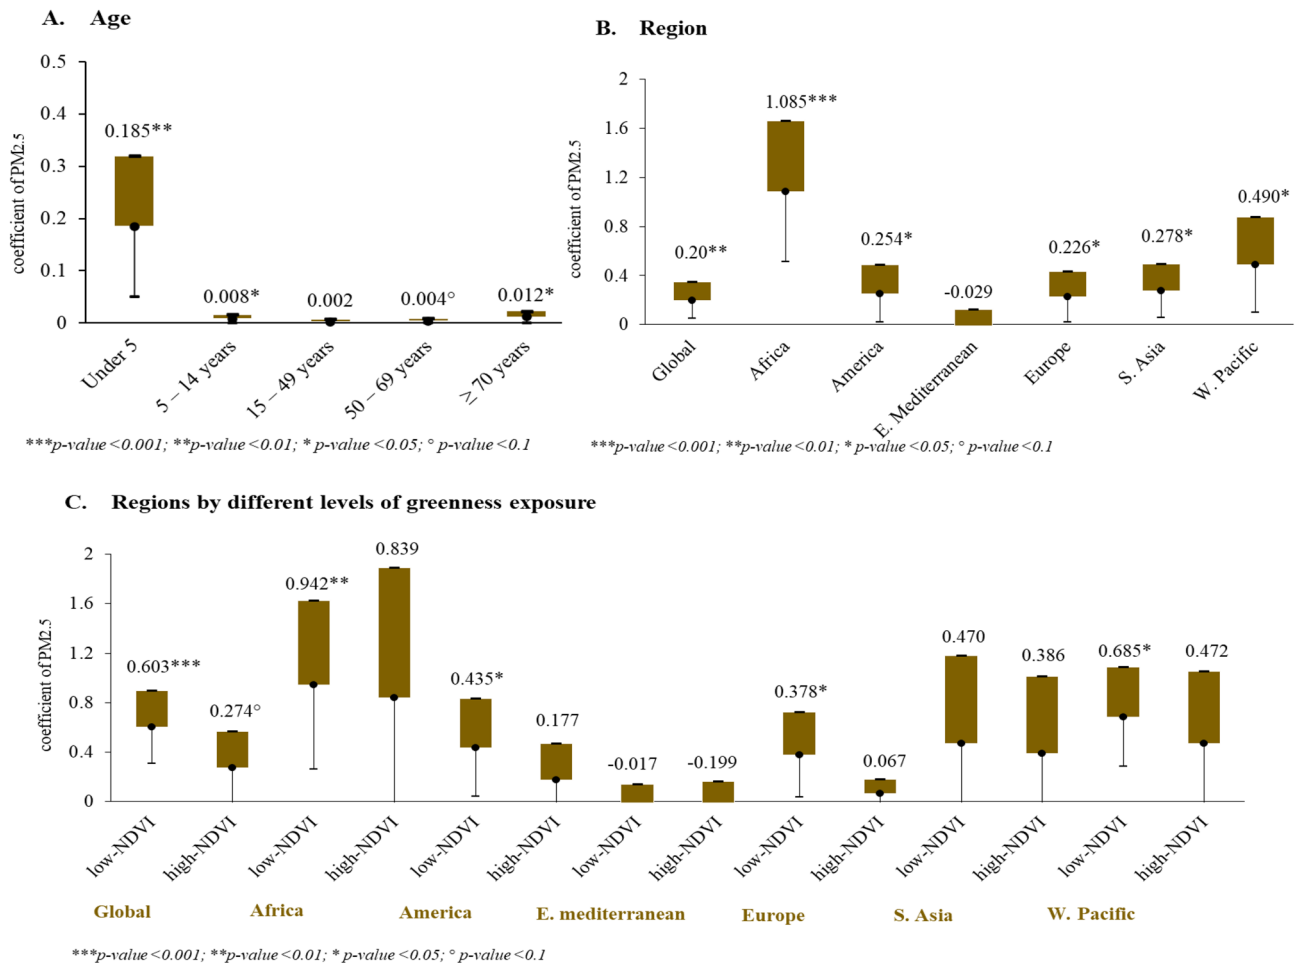 A. Age
coefficient of PM2.5
0.5
0.4
0.3
0.2
0.1
0
0.185**
0.008*
0.002
0.004°
0.012*
Under 5
5 – 14 years
15 – 49 years
50 – 69 years
≥ 70 years
***p-value <0.001; **p-value <0.01; * p-value <0.05; ° p-value <0.1
B. Region
coefficient of PM2.5
2
1.6
1.2
0.8
0.4
0
0.20**
1.085***
0.254*
-0.029
0.226*
0.278*
0.490*
Global
Africa
America
E. Mediterranean
Europe
S. Asia
W. Pacific
***p-value <0.001; **p-value <0.01; * p-value <0.05; ° p-value <0.1
C. Regions by different levels of greenness exposure
coefficient of PM2.5
2
1.6
1.2
0.8
0.4
0
0.603***
0.274°
0.942**
0.839
0.435*
0.177
-0.017
-0.199
0.378*
0.067
0.470
0.386
0.685*
0.472
low-NDVI
high-NDVI
low-NDVI
high-NDVI
low-NDVI
high-NDVI
low-NDVI
high-NDVI
low-NDVI
high-NDVI
low-NDVI
high-NDVI
low-NDVI
high-NDVI
Global
Africa
America
E. mediterranean
Europe
S. Asia
W. Pacific
***p-value <0.001; **p-value <0.01; * p-value <0.05; ° p-value <0.1